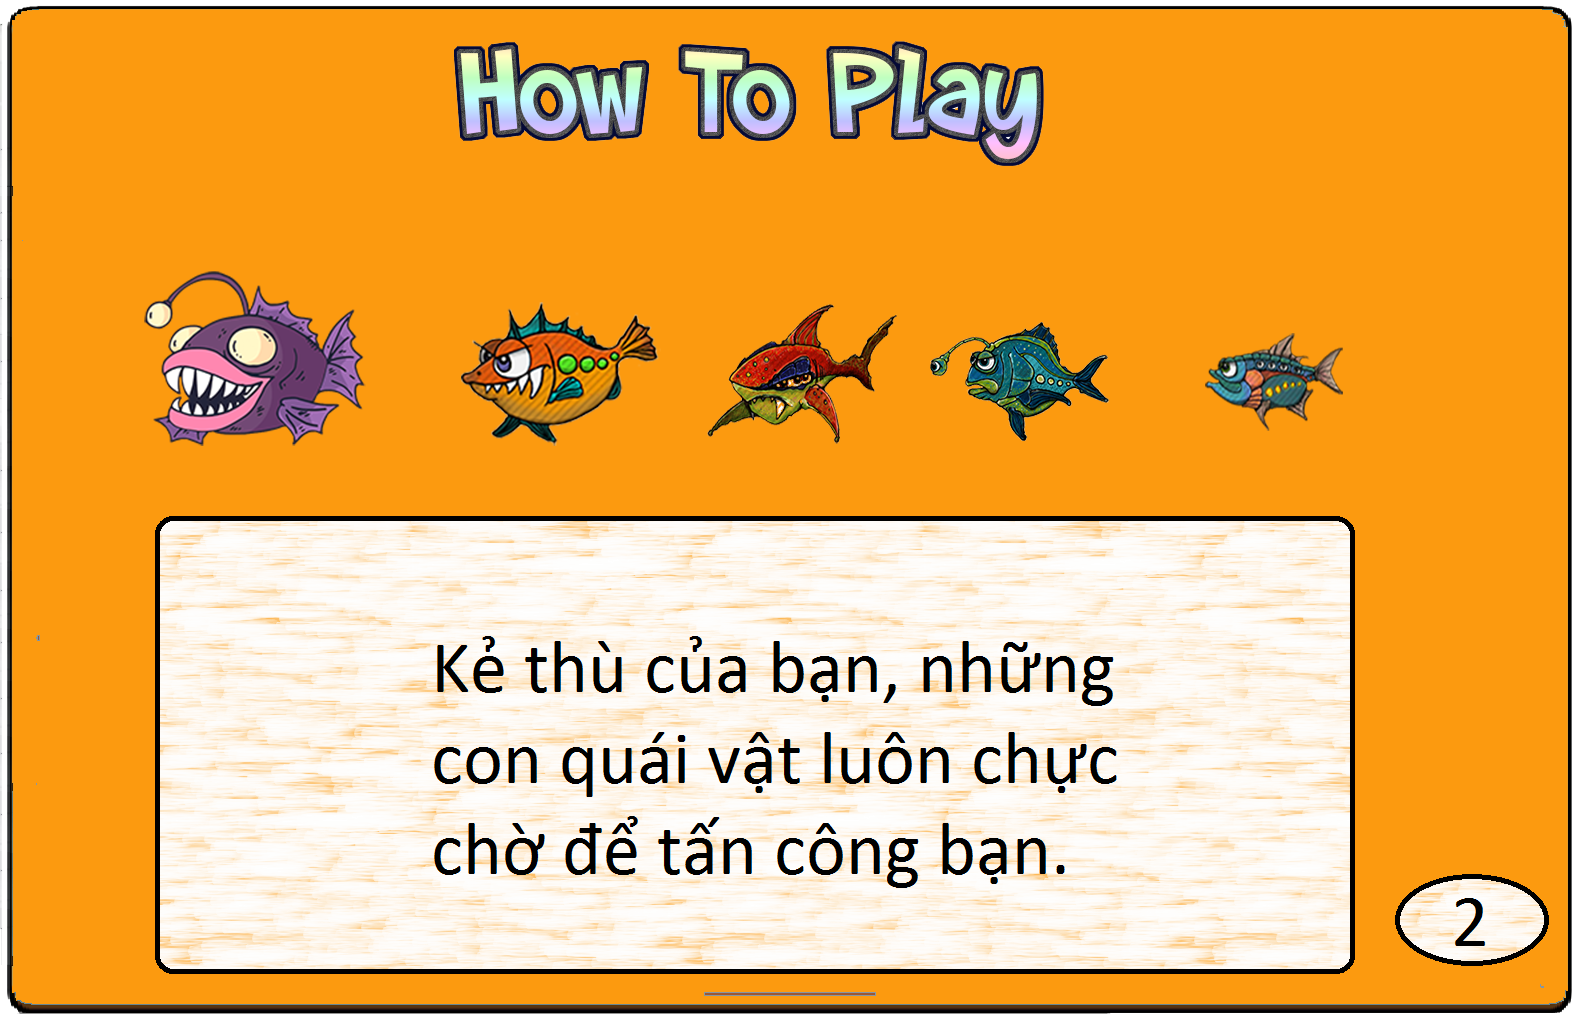 How To Play
Kẻ thù của bạn, những
con quái vật luôn chực
chờ để tấn công bạn.
2